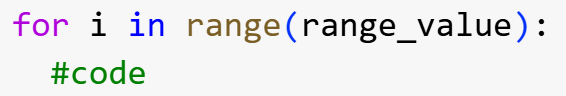 for i in range(range_value):
  #code